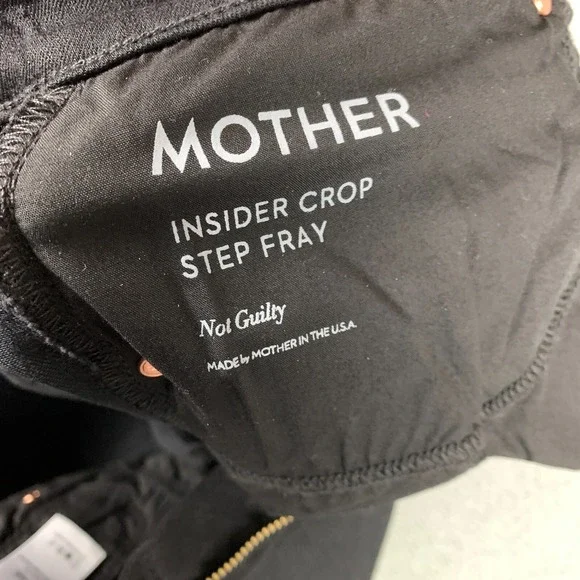 MOTHER
INSIDER CROP
STEP FRAY
Not Guilty
MADE by MOTHER IN THE U.S.A.